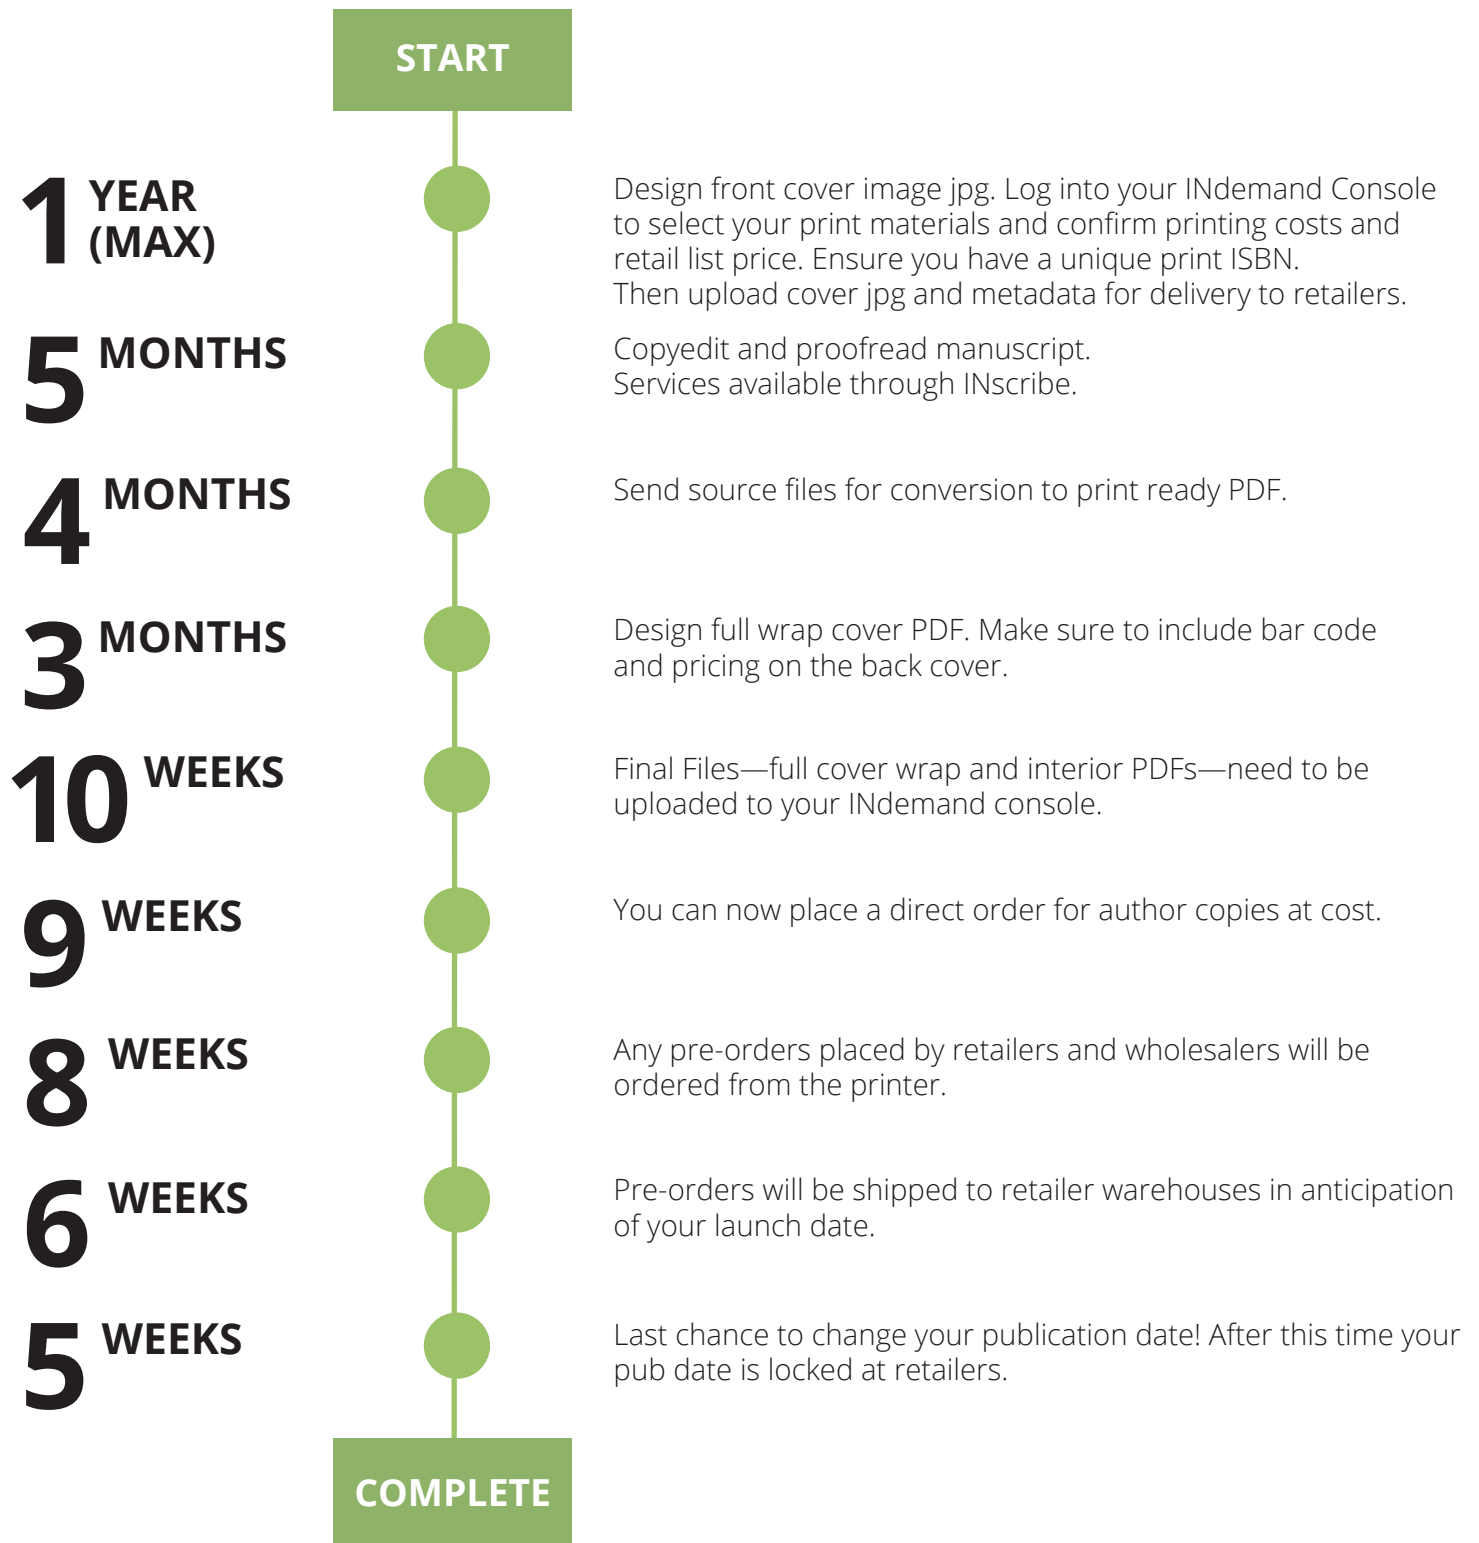 START
1 YEAR
(MAX)
Design front cover image jpg. Log into your INdemand Console
to select your print materials and confirm printing costs and
retail list price. Ensure you have a unique print ISBN.
Then upload cover jpg and metadata for delivery to retailers.
5 MONTHS
Copyedit and proofread manuscript.
Services available through INscribe.
4 MONTHS
Send source files for conversion to print ready PDF.
3 MONTHS
Design full wrap cover PDF. Make sure to include bar code
and pricing on the back cover.
10 WEEKS
Final Files—full cover wrap and interior PDFs—need to be
uploaded to your INdemand console.
9 WEEKS
You can now place a direct order for author copies at cost.
8 WEEKS
Any pre-orders placed by retailers and wholesalers will be
ordered from the printer.
6 WEEKS
Pre-orders will be shipped to retailer warehouses in anticipation
of your launch date.
5 WEEKS
Last chance to change your publication date! After this time your
pub date is locked at retailers.
COMPLETE